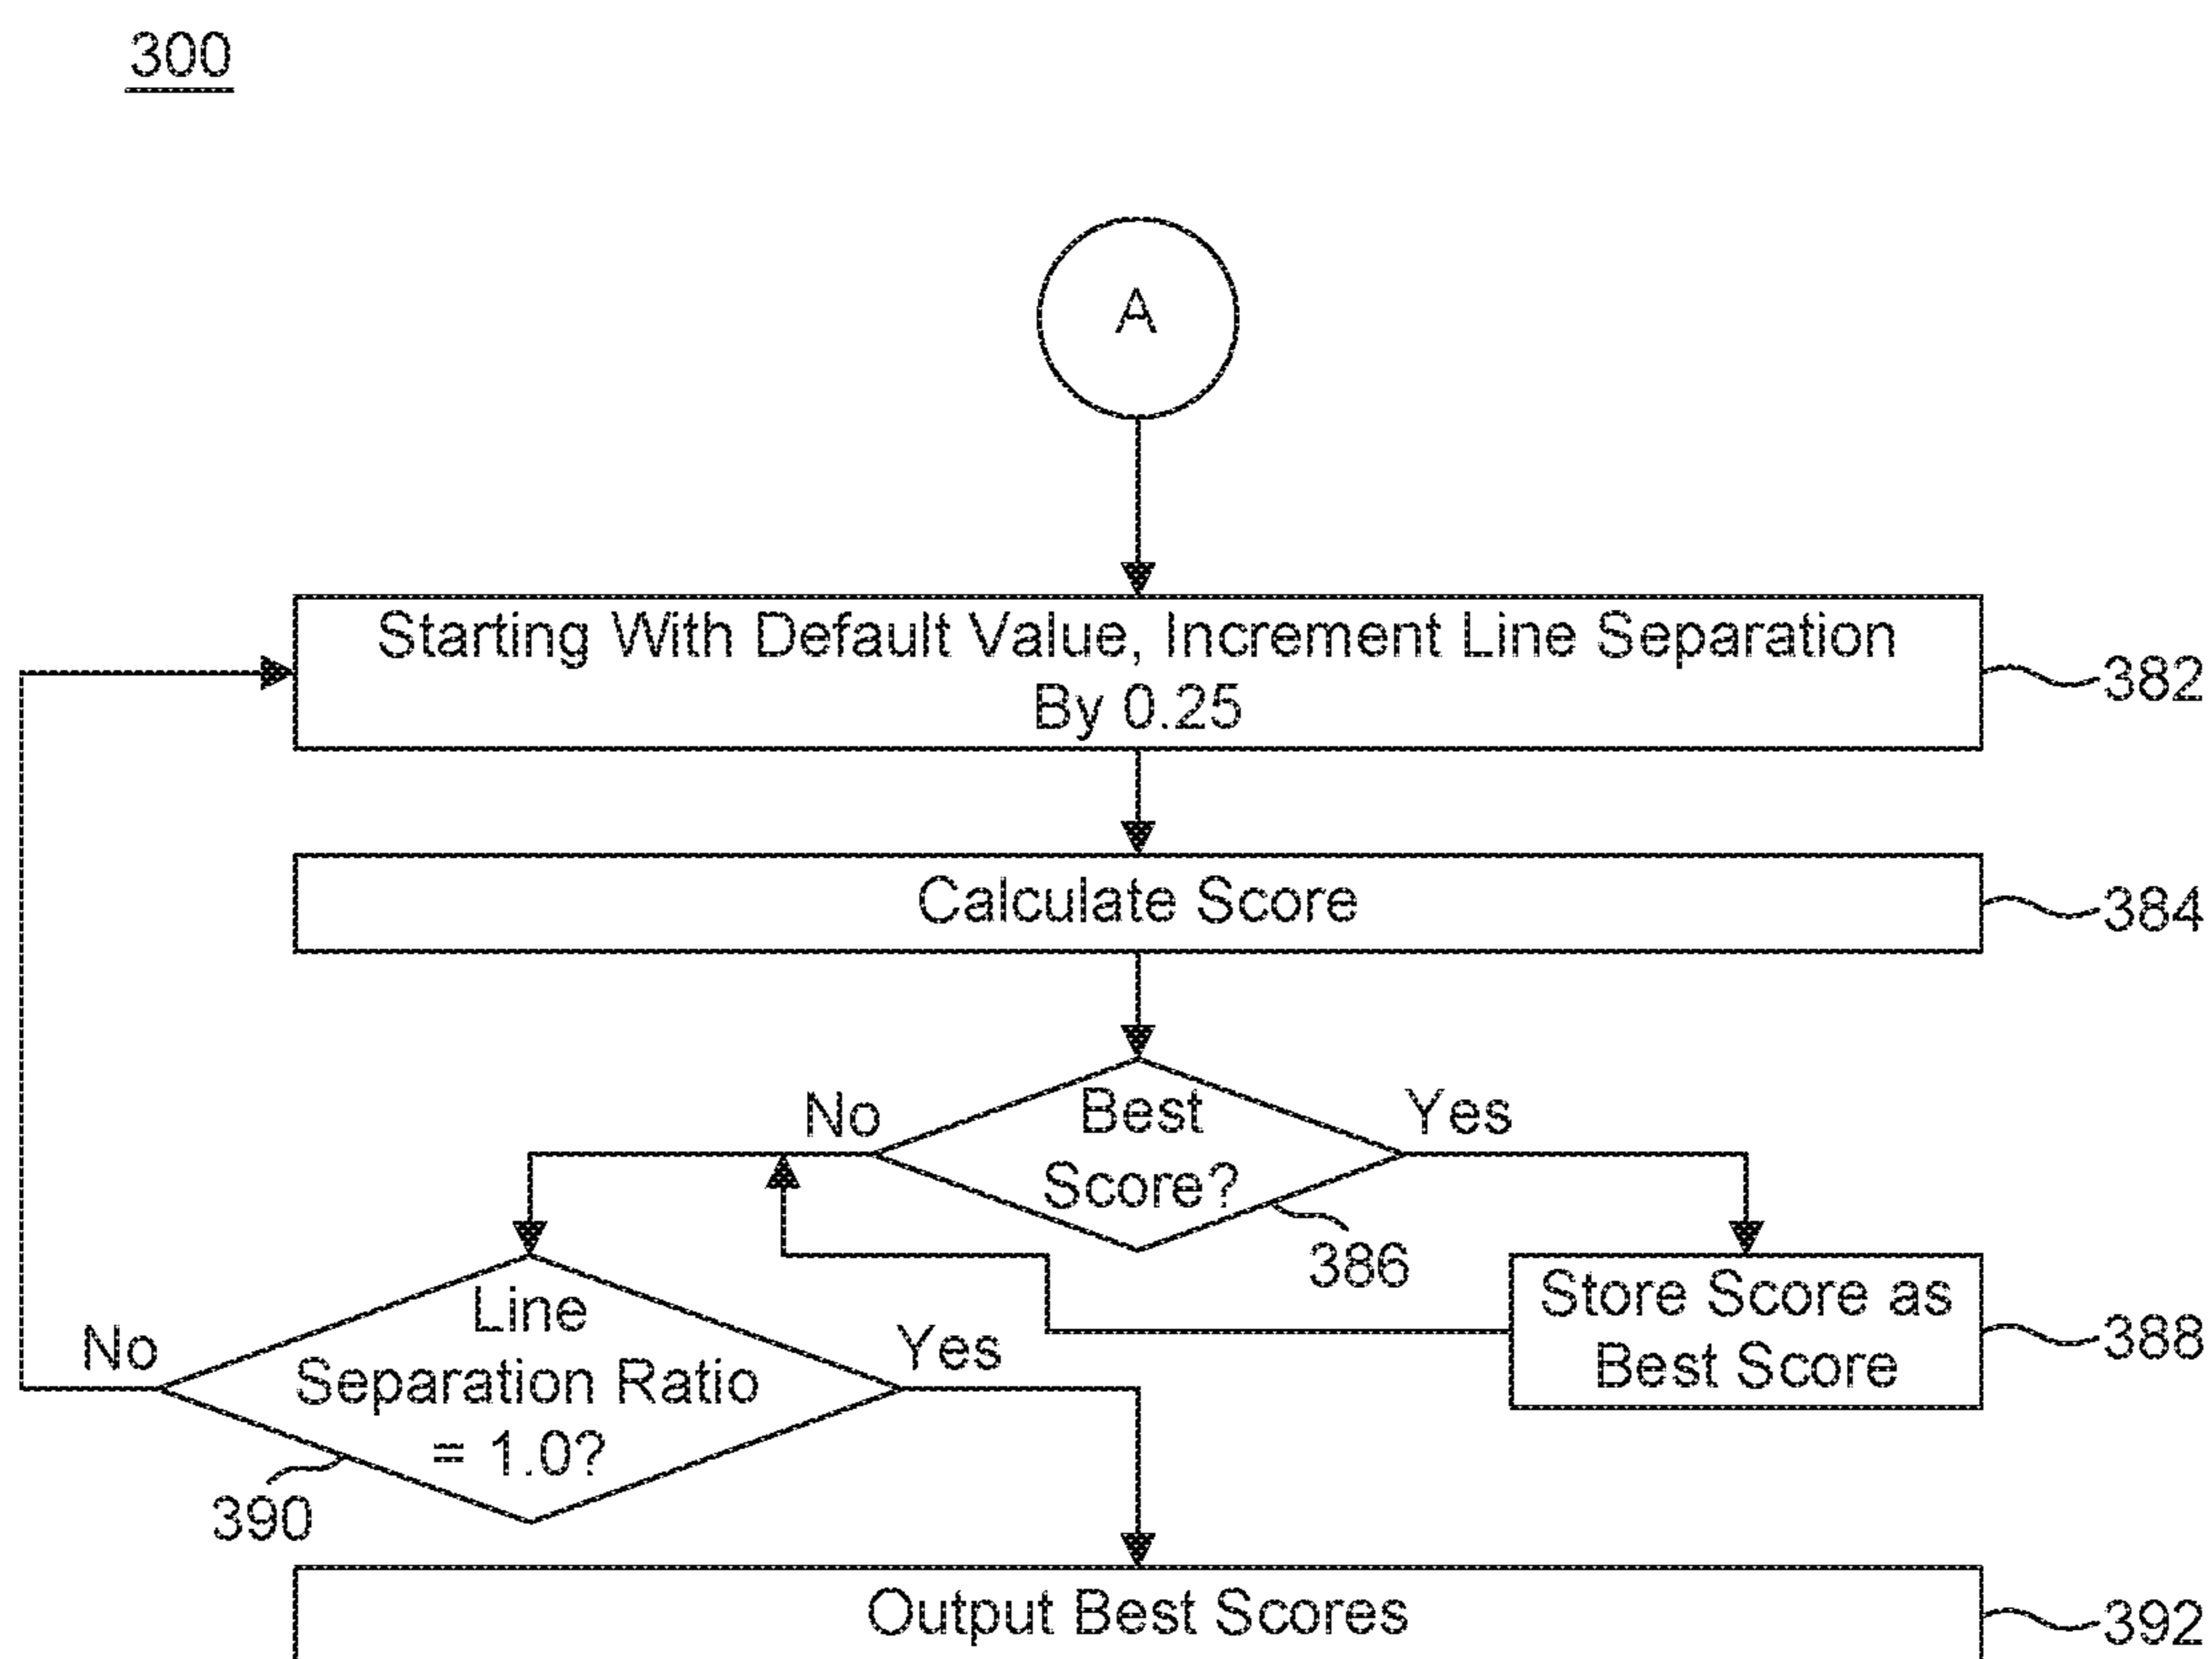 300
A
Starting With Default Value, Increment Line Separation
By 0.25
382
Calculate Score
384
No
Best
Score?
Yes
386
Store Score as
Best Score
388
No
Line
Separation Ratio
= 1.0?
Yes
390
Output Best Scores
392